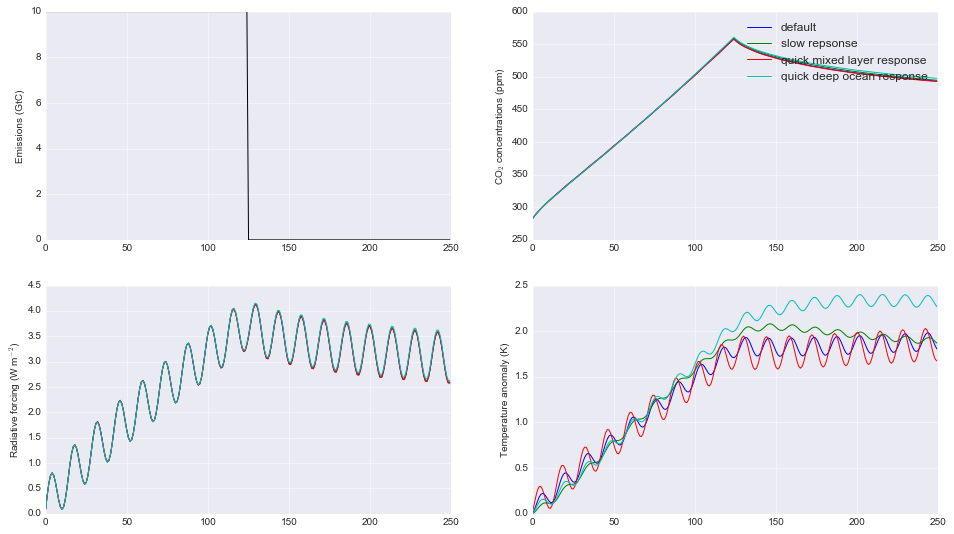 10
8
6
4
2
0
0 50 100 150 200 250
Emissions (GtC)
600
550
500
450
400
350
300
250
0 50 100 150 200 250
CO₂ concentrations (ppm)
default
slow repsonse
quick mixed layer response
quick deep ocean response
4.5
4.0
3.5
3.0
2.5
2.0
1.5
1.0
0.5
0.0
0 50 100 150 200 250
Radiative forcing (W m⁻²)
2.5
2.0
1.5
1.0
0.5
0.0
0 50 100 150 200 250
Temperature anomaly (K)